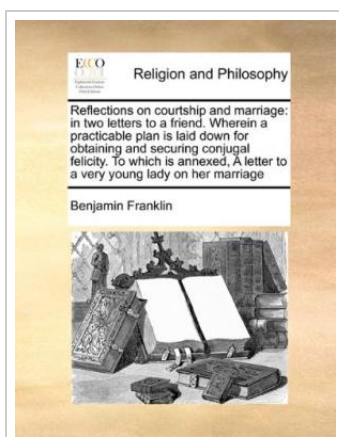 ECCO
Religion and Philosophy
Reflections on courtship and marriage:
in two letters to a friend. Wherein a
practicable plan is laid down for
obtaining and securing conjugal
felicity. To which is annexed, A letter to
a very young lady on her marriage
Benjamin Franklin